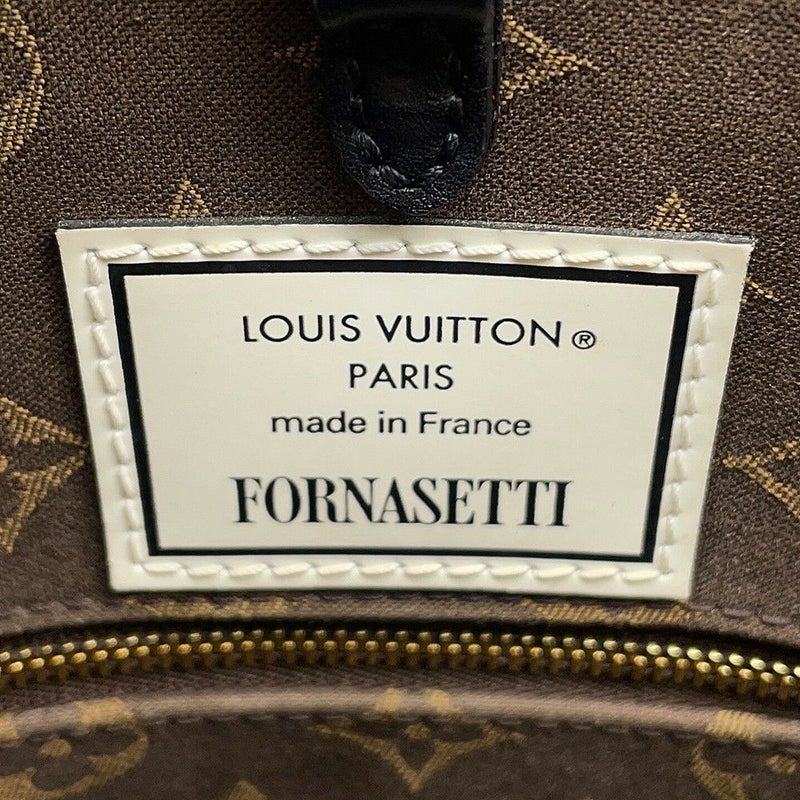 LOUIS VUITTON®
PARIS
made in France
FORNASETTI